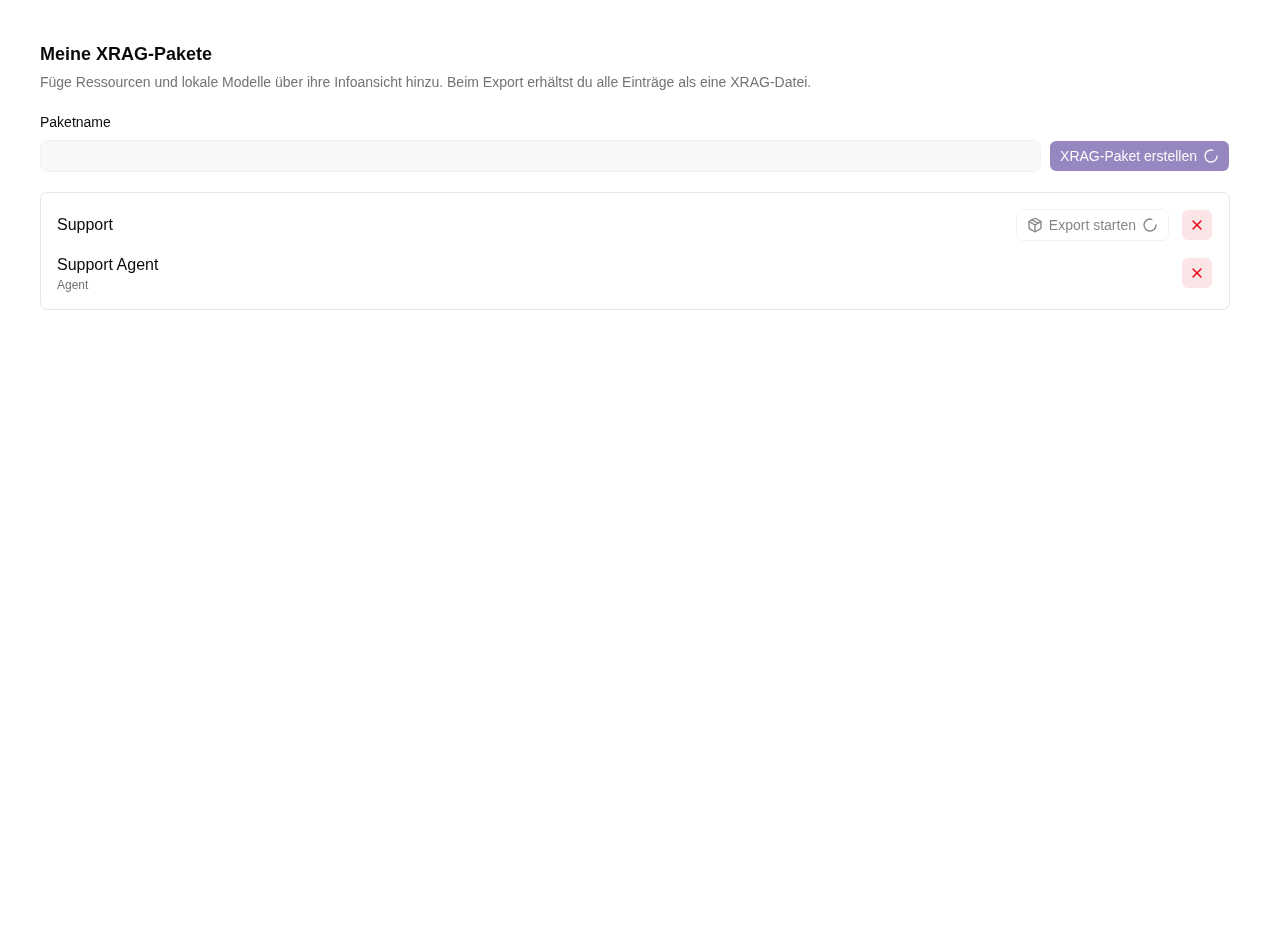 Meine XRAG-Pakete
Füge Ressourcen und lokale Modelle über ihre Infoansicht hinzu. Beim Export erhältst du alle Einträge als eine XRAG-Datei.
Paketname
XRAG-Paket erstellen
Support
Export starten
Support Agent
Agent